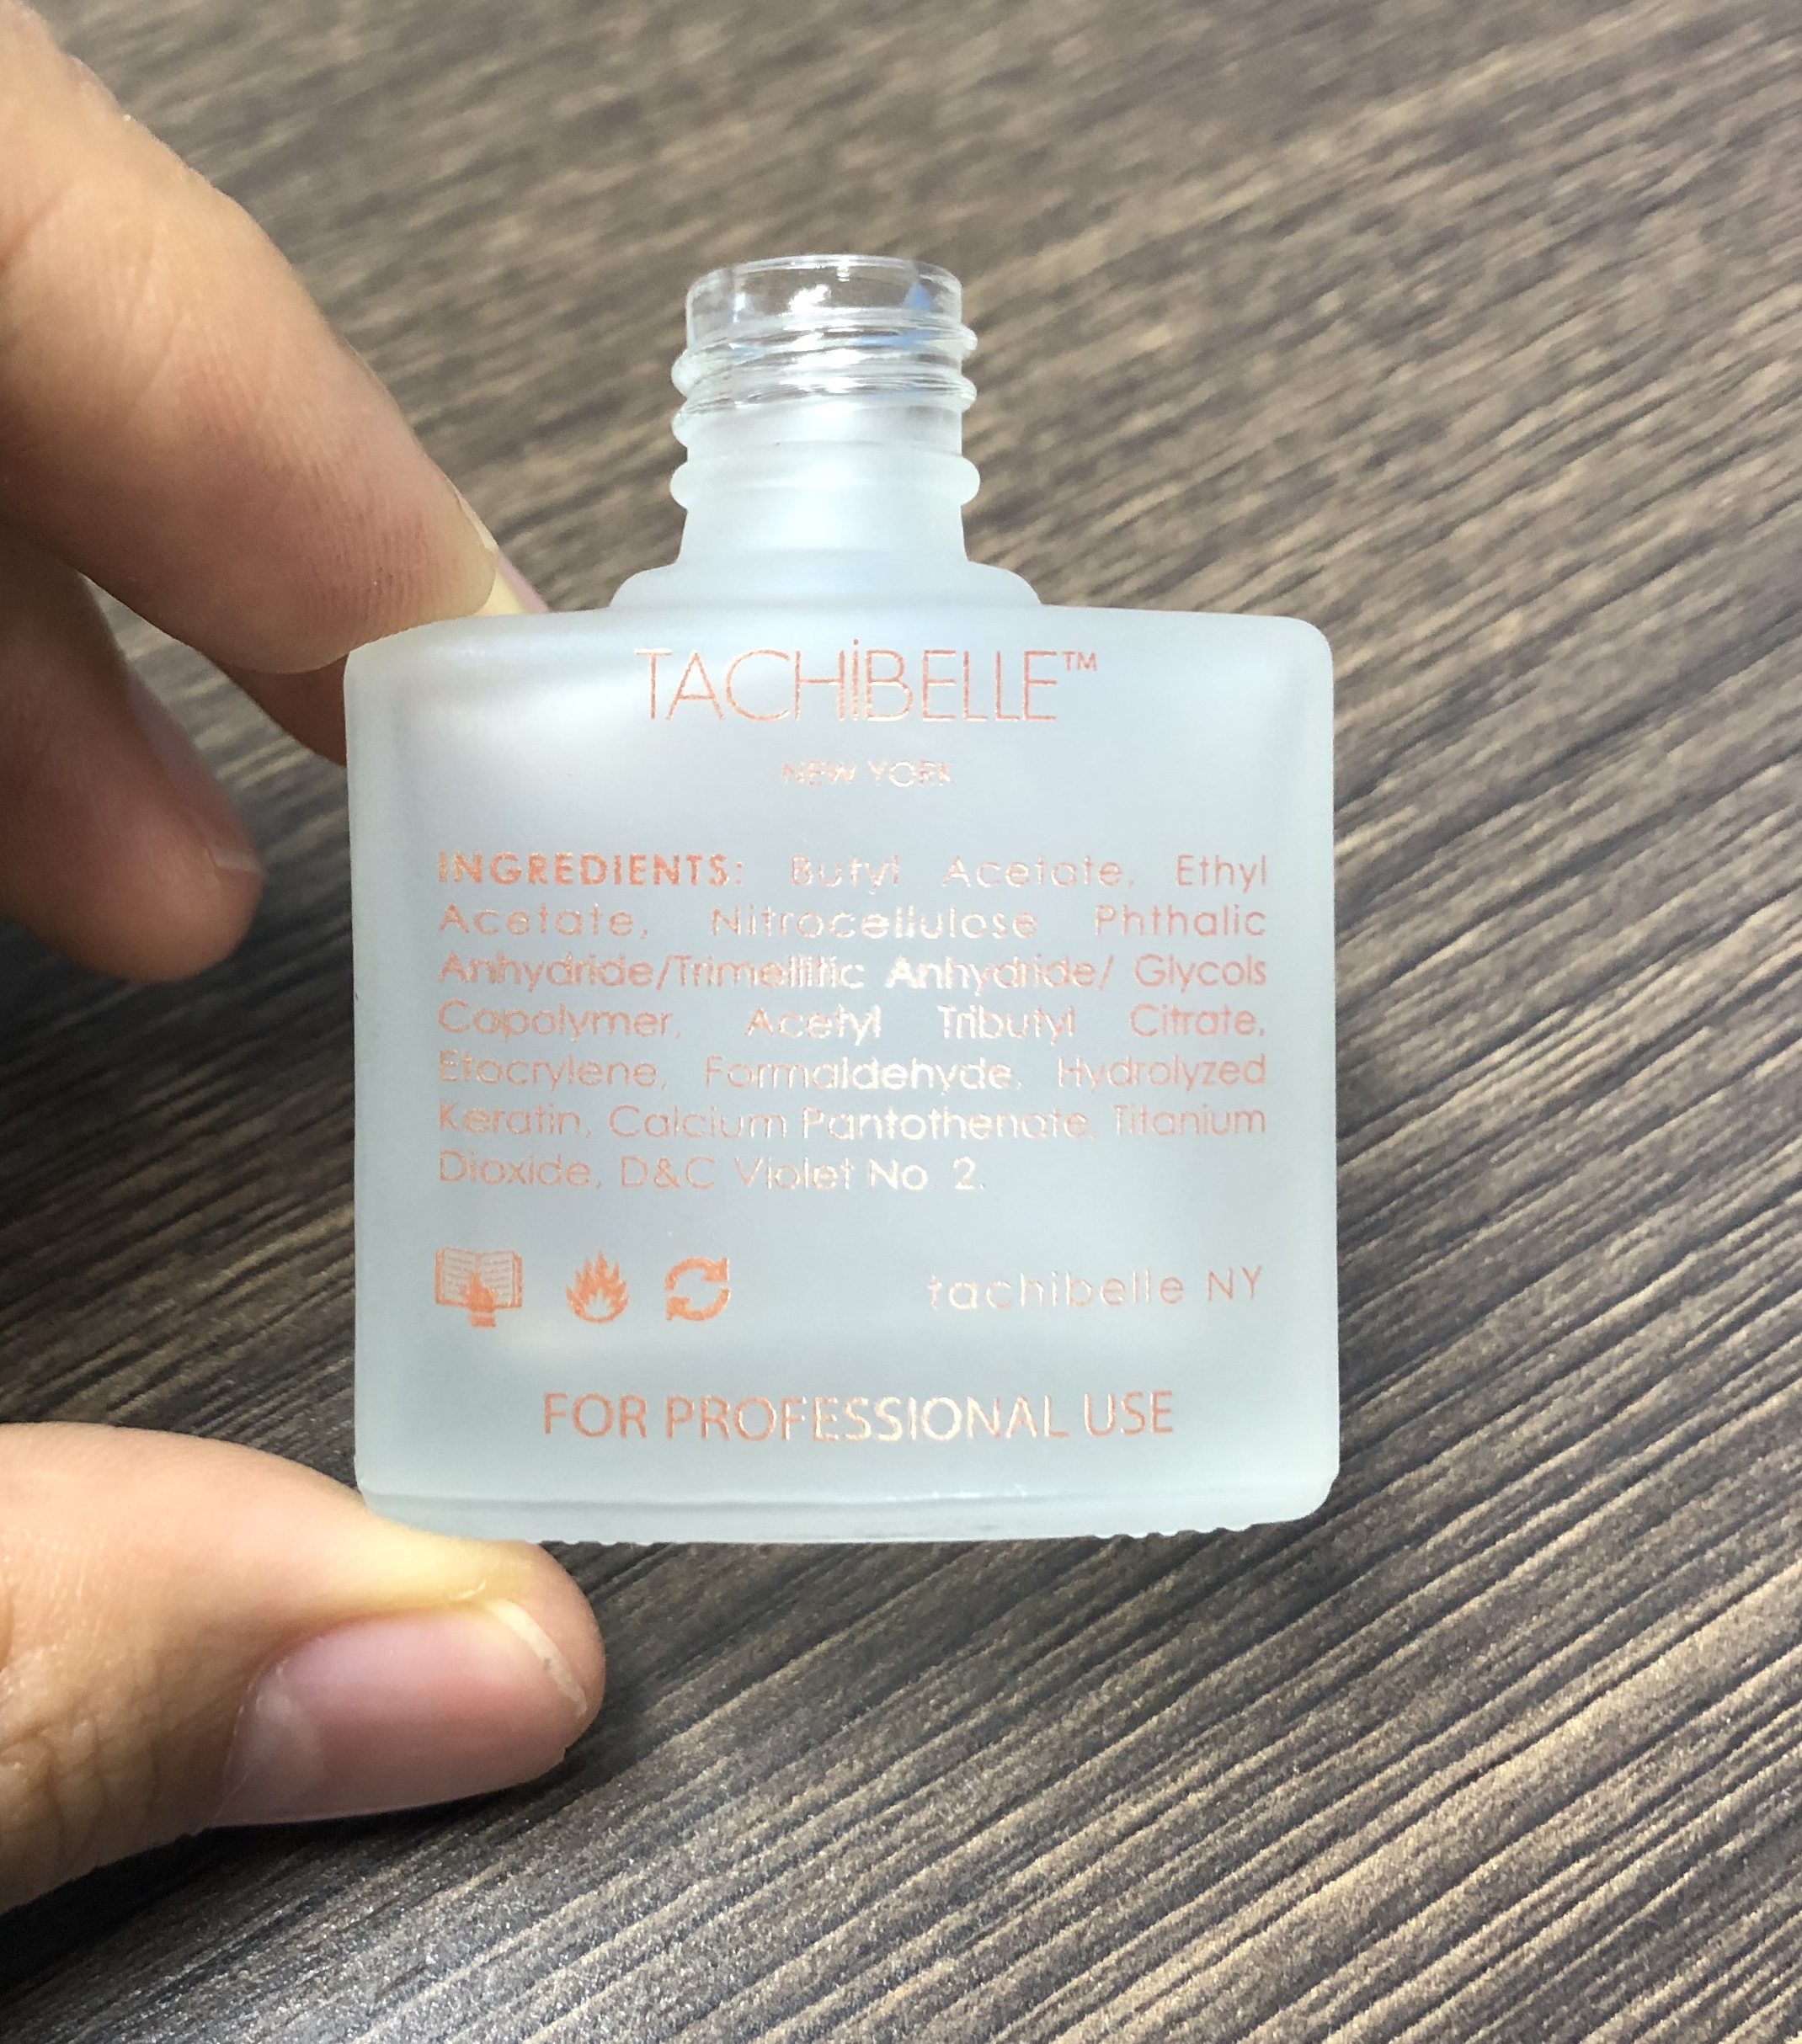 TACHiBELLE™
NEW YORK
INGREDIENTS: Butyl Acetate, Ethyl
Acetate, Nitrocellulose Phthalic
Anhydride/Trimellitic Anhydride/ Glycols
Copolymer, Acetyl Tributyl Citrate,
Etocrylene, Formaldehyde, Hydrolyzed
Keratin, Calcium Pantothenate, Titanium
Dioxide, D&C Violet No 2.
tachibelle NY
FOR PROFESSIONAL USE